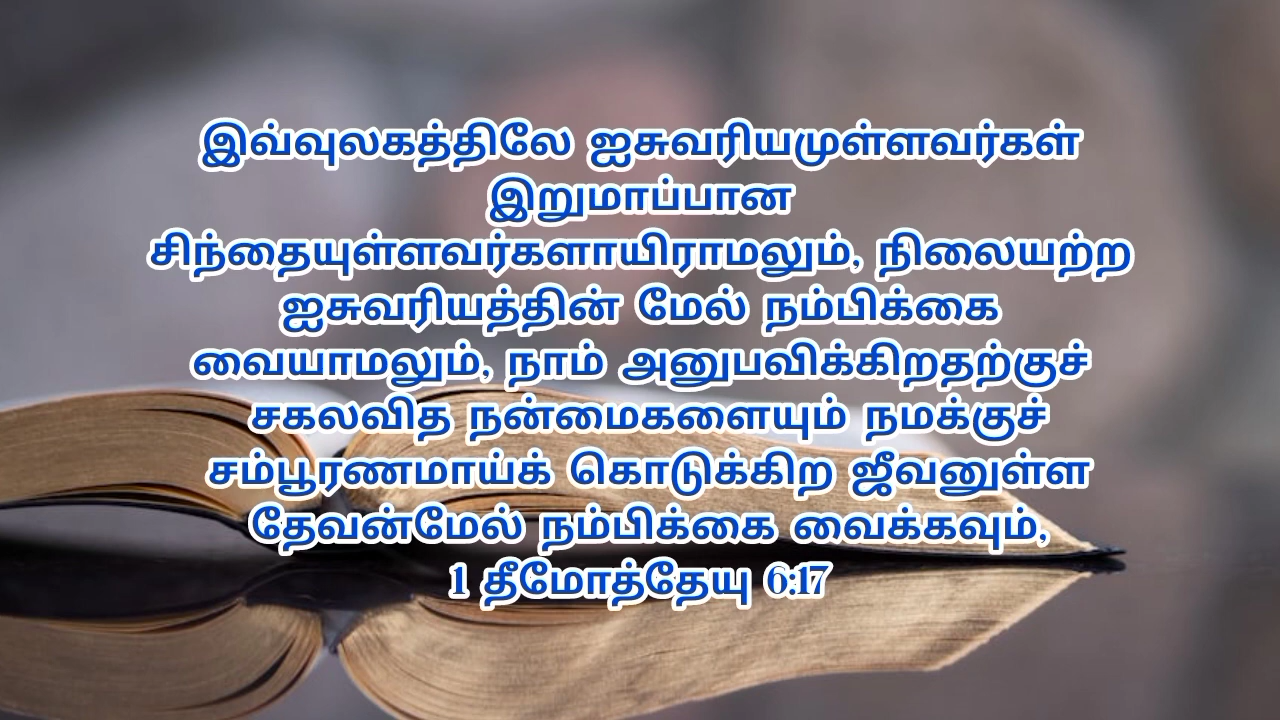 இவ்வுலகத்திலே ஐசுவரியமுள்ளவர்கள்
இறுமாப்பான
சிந்தையுள்ளவர்களாயிராமலும், நிலையற்ற
ஐசுவரியத்தின் மேல் நம்பிக்கை
வையாமலும், நாம் அனுபவிக்கிறதற்குச்
சகலவித நன்மைகளையும் நமக்குச்
சம்பூரணமாய்க் கொடுக்கிற ஜீவனுள்ள
தேவன்மேல் நம்பிக்கை வைக்கவும்,
1 தீமோத்தேயு 6:17